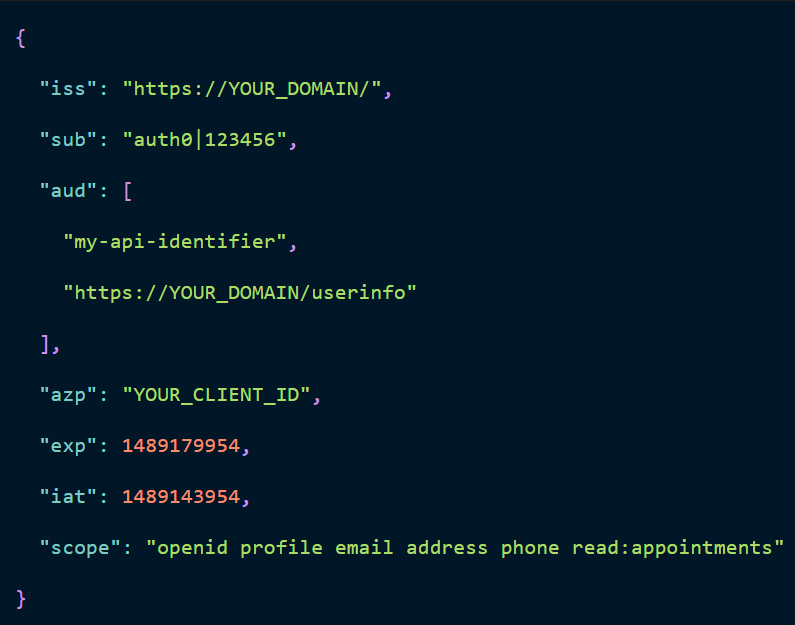 {
  "iss": "https://YOUR_DOMAIN/",
  "sub": "auth0|123456",
  "aud": [
    "my-api-identifier",
    "https://YOUR_DOMAIN/userinfo"
  ],
  "azp": "YOUR_CLIENT_ID",
  "exp": 1489179954,
  "iat": 1489143954,
  "scope": "openid profile email address phone read:appointments"
}